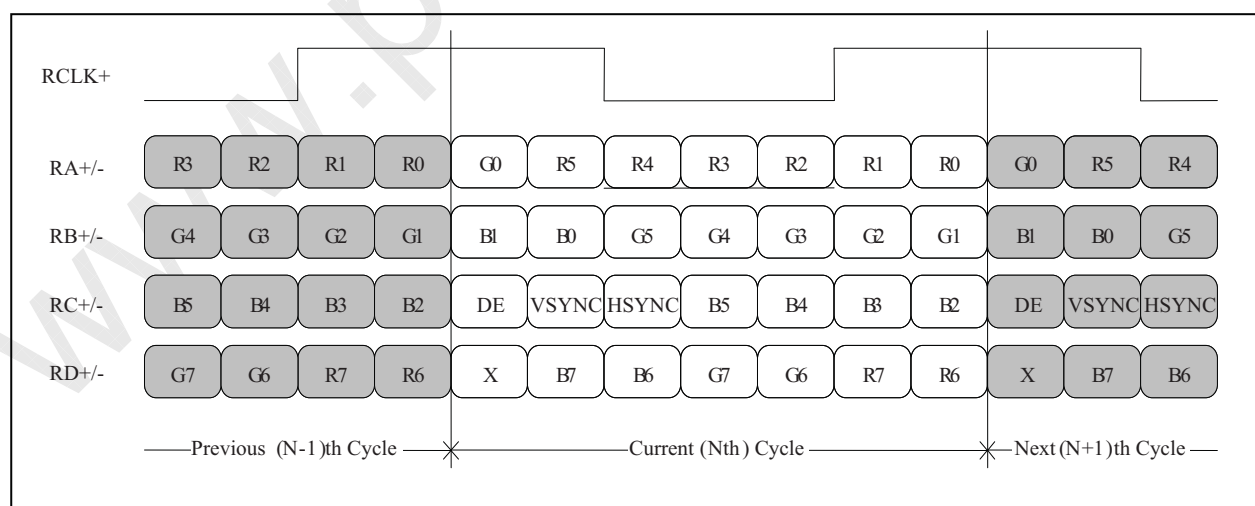 www.p
RCLK+
RA+/- R3 R2 R1 R0 G0 R5 R4 R3 R2 R1 R0 G0 R5 R4
RB+/- G4 G3 G2 G1 B1 B0 G5 G4 G3 G2 G1 B1 B0 G5
RC+/- B5 B4 B3 B2 DE VSYNC HSYNC B5 B4 B3 B2 DE VSYNC HSYNC
RD+/- G7 G6 R7 R6 X B7 B6 G7 G6 R7 R6 X B7 B6
Previous (N-1)th Cycle Current (Nth) Cycle Next (N+1)th Cycle